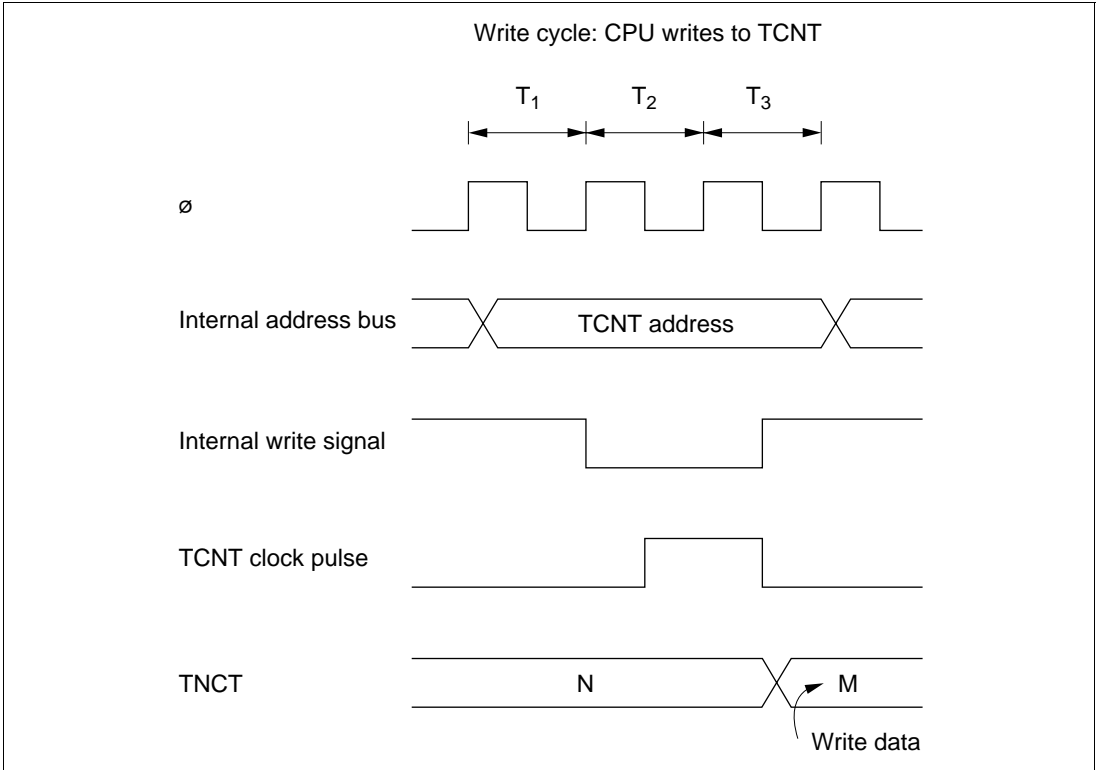 Write cycle: CPU writes to TCNT
T1 T2 T3
ø
Internal address bus
TCNT address
Internal write signal
TCNT clock pulse
TNCT
N
M
Write data